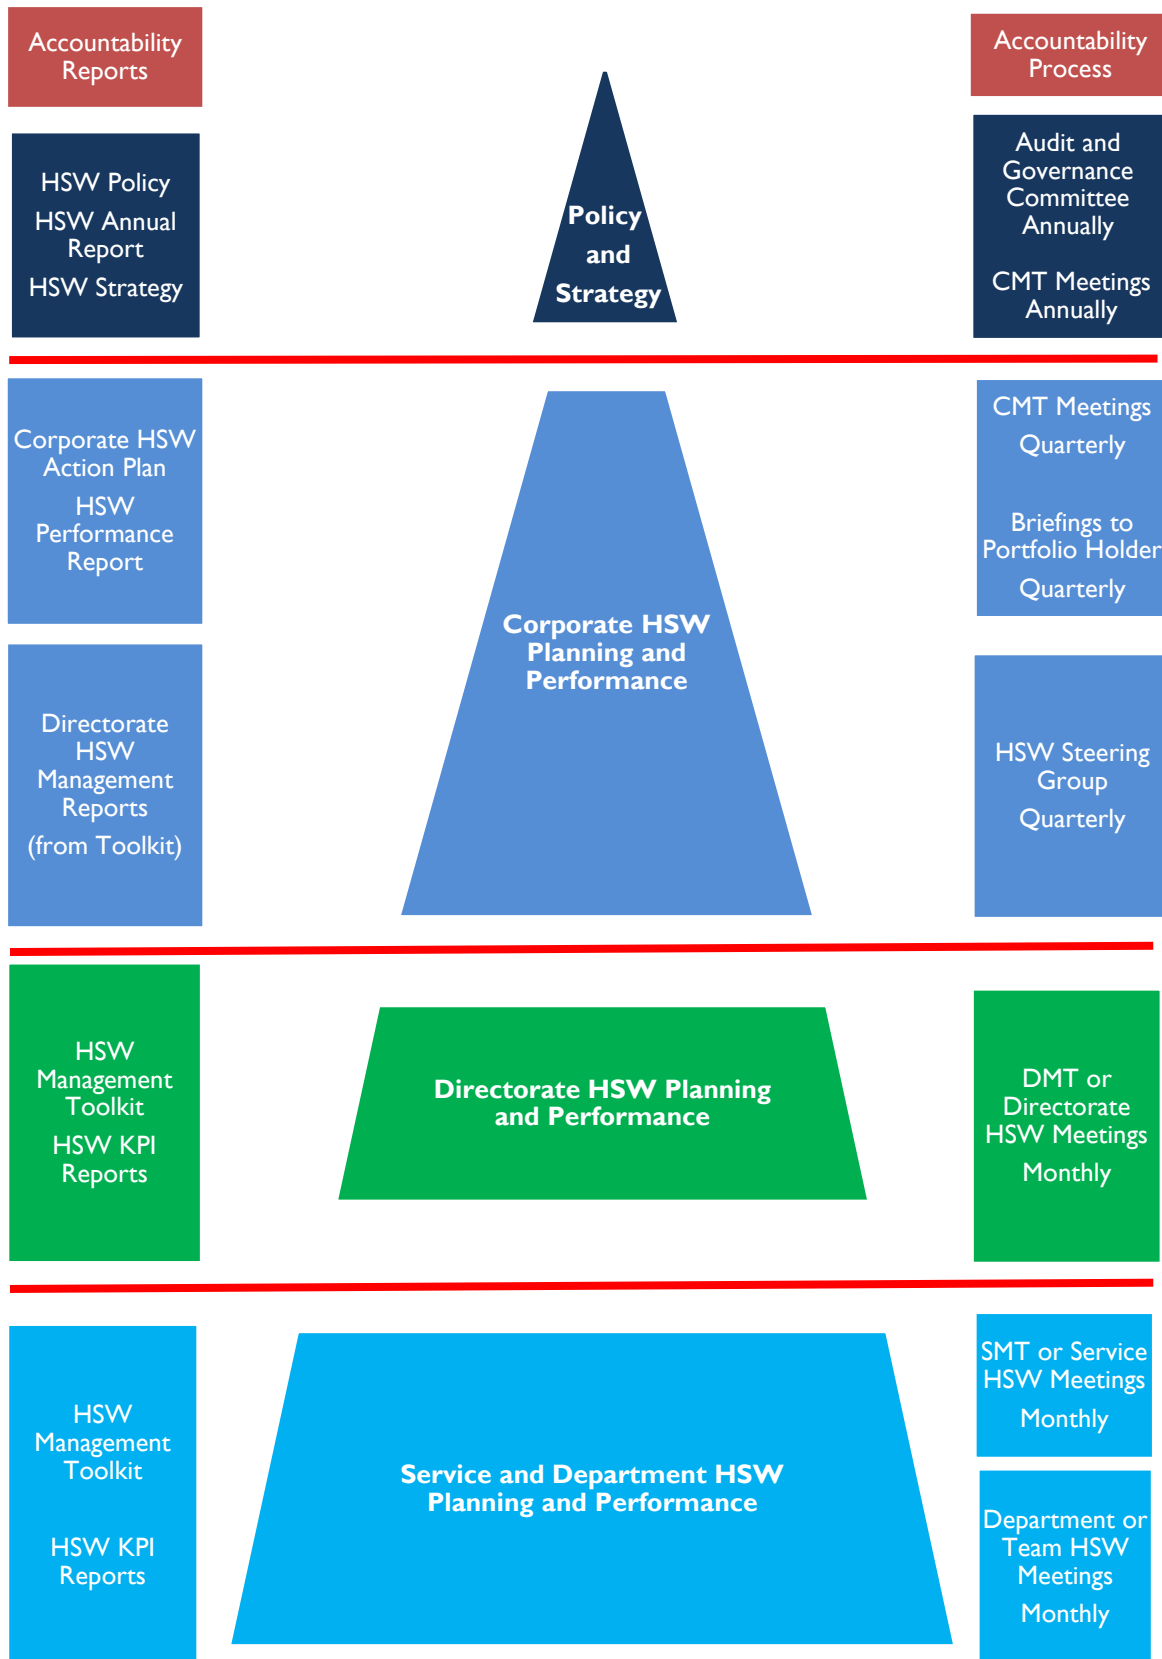 Accountability
Reports
Accountability
Process
HSW Policy
HSW Annual
Report
HSW Strategy
Policy
and
Strategy
Audit and
Governance
Committee
Annually
CMT Meetings
Annually
Corporate HSW
Action Plan
HSW
Performance
Report
Directorate
HSW
Management
Reports
(from Toolkit)
Corporate HSW
Planning and
Performance
CMT Meetings
Quarterly
Briefings to
Portfolio Holder
Quarterly
HSW Steering
Group
Quarterly
HSW
Management
Toolkit
HSW KPI
Reports
Directorate HSW Planning
and Performance
DMT or
Directorate
HSW Meetings
Monthly
HSW
Management
Toolkit
HSW KPI
Reports
Service and Department HSW
Planning and Performance
SMT or Service
HSW Meetings
Monthly
Department or
Team HSW
Meetings
Monthly